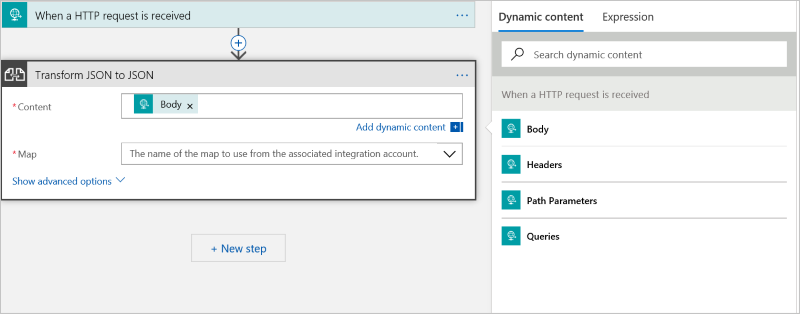 When a HTTP request is received
...
Transform JSON to JSON
...
* Content
Body x
Add dynamic content +
* Map
The name of the map to use from the associated integration account.
Show advanced options
+ New step
Dynamic content Expression
Search dynamic content
When a HTTP request is received
Body
Headers
Path Parameters
Queries